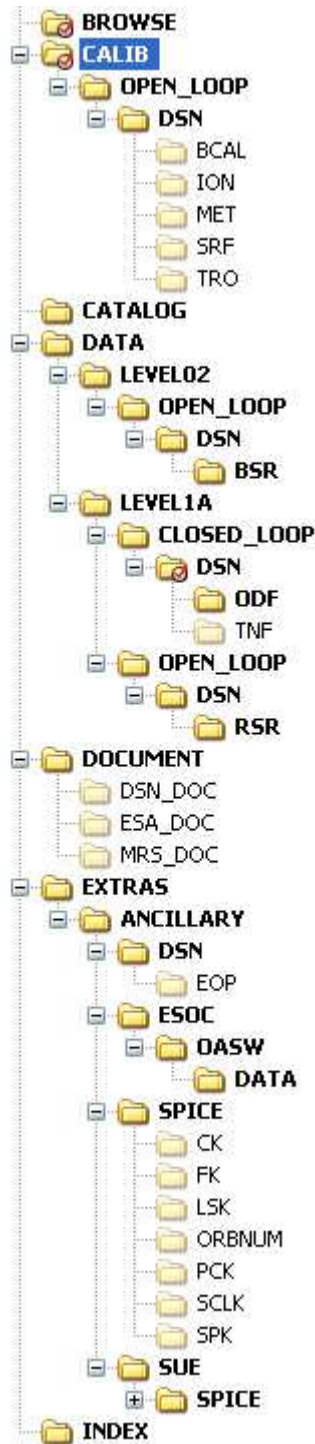 BROWSE
CALIB
OPEN_LOOP
DSN
BCAL
ION
MET
SRF
TRO
CATALOG
DATA
LEVEL02
OPEN_LOOP
DSN
BSR
LEVEL1A
CLOSED_LOOP
DSN
ODF
TNF
OPEN_LOOP
DSN
RSR
DOCUMENT
DSN_DOC
ESA_DOC
MRS_DOC
EXTRAS
ANCILLARY
DSN
EOP
ESOC
OASW
DATA
SPICE
CK
FK
LSK
ORBNUM
PCK
SCLK
SPK
SUE
SPICE
INDEX